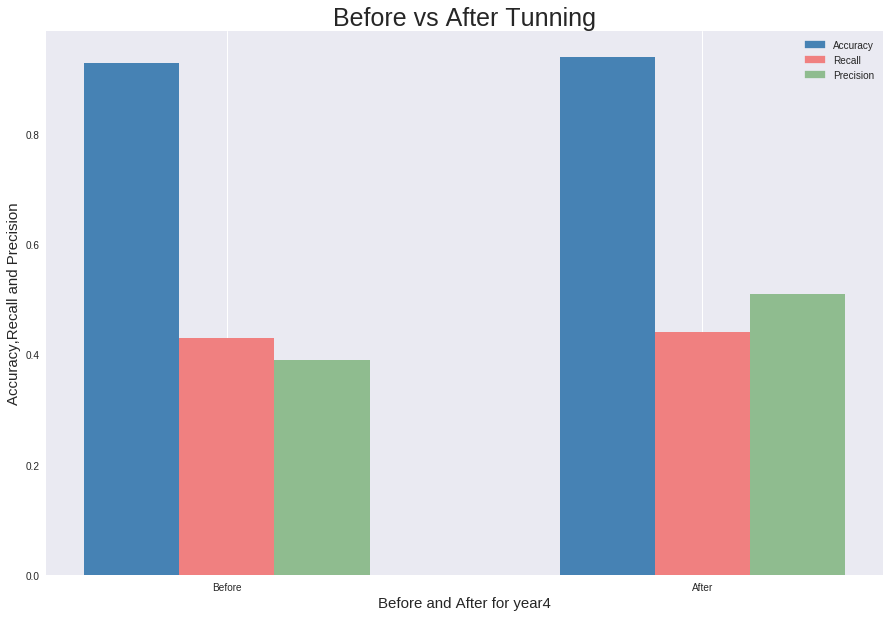 Before vs After Tunning
Accuracy
Recall
Precision
Accuracy,Recall and Precision
0.8
0.6
0.4
0.2
0.0
Before
After
Before and After for year4